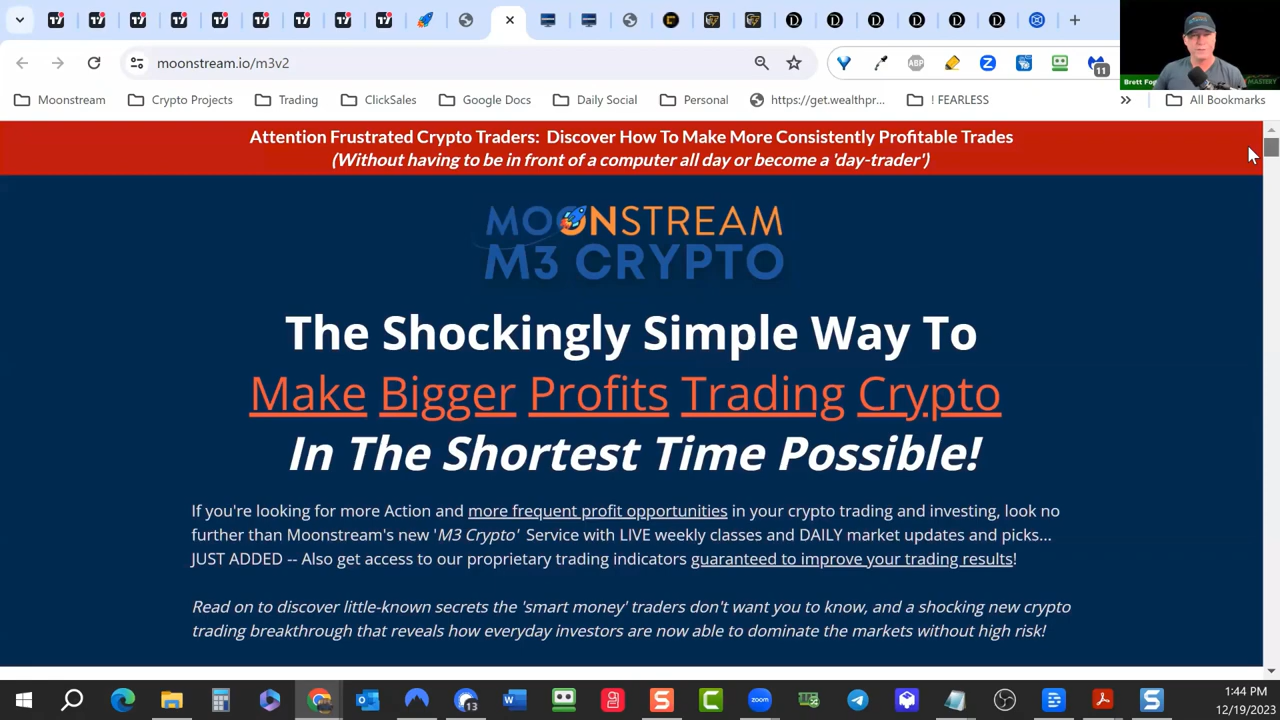 moonstream.io/m3v2
ABP
11
Brett Fog
MASTERY
Moonstream
Crypto Projects
Trading
ClickSales
Google Docs
Daily Social
Personal
https://get.wealthpr...
! FEARLESS
»
All Bookmarks
Attention Frustrated Crypto Traders: Discover How To Make More Consistently Profitable Trades
(Without having to be in front of a computer all day or become a 'day-trader')
MOONSTREAM
M3 CRYPTO
The Shockingly Simple Way To
Make Bigger Profits Trading Crypto
In The Shortest Time Possible!
If you're looking for more Action and more frequent profit opportunities in your crypto trading and investing, look no
further than Moonstream's new 'M3 Crypto' Service with LIVE weekly classes and DAILY market updates and picks...
JUST ADDED -- Also get access to our proprietary trading indicators guaranteed to improve your trading results!
Read on to discover little-known secrets the 'smart money' traders don't want you to know, and a shocking new crypto
trading breakthrough that reveals how everyday investors are now able to dominate the markets without high risk!
13
zoom
1:44 PM
12/19/2023